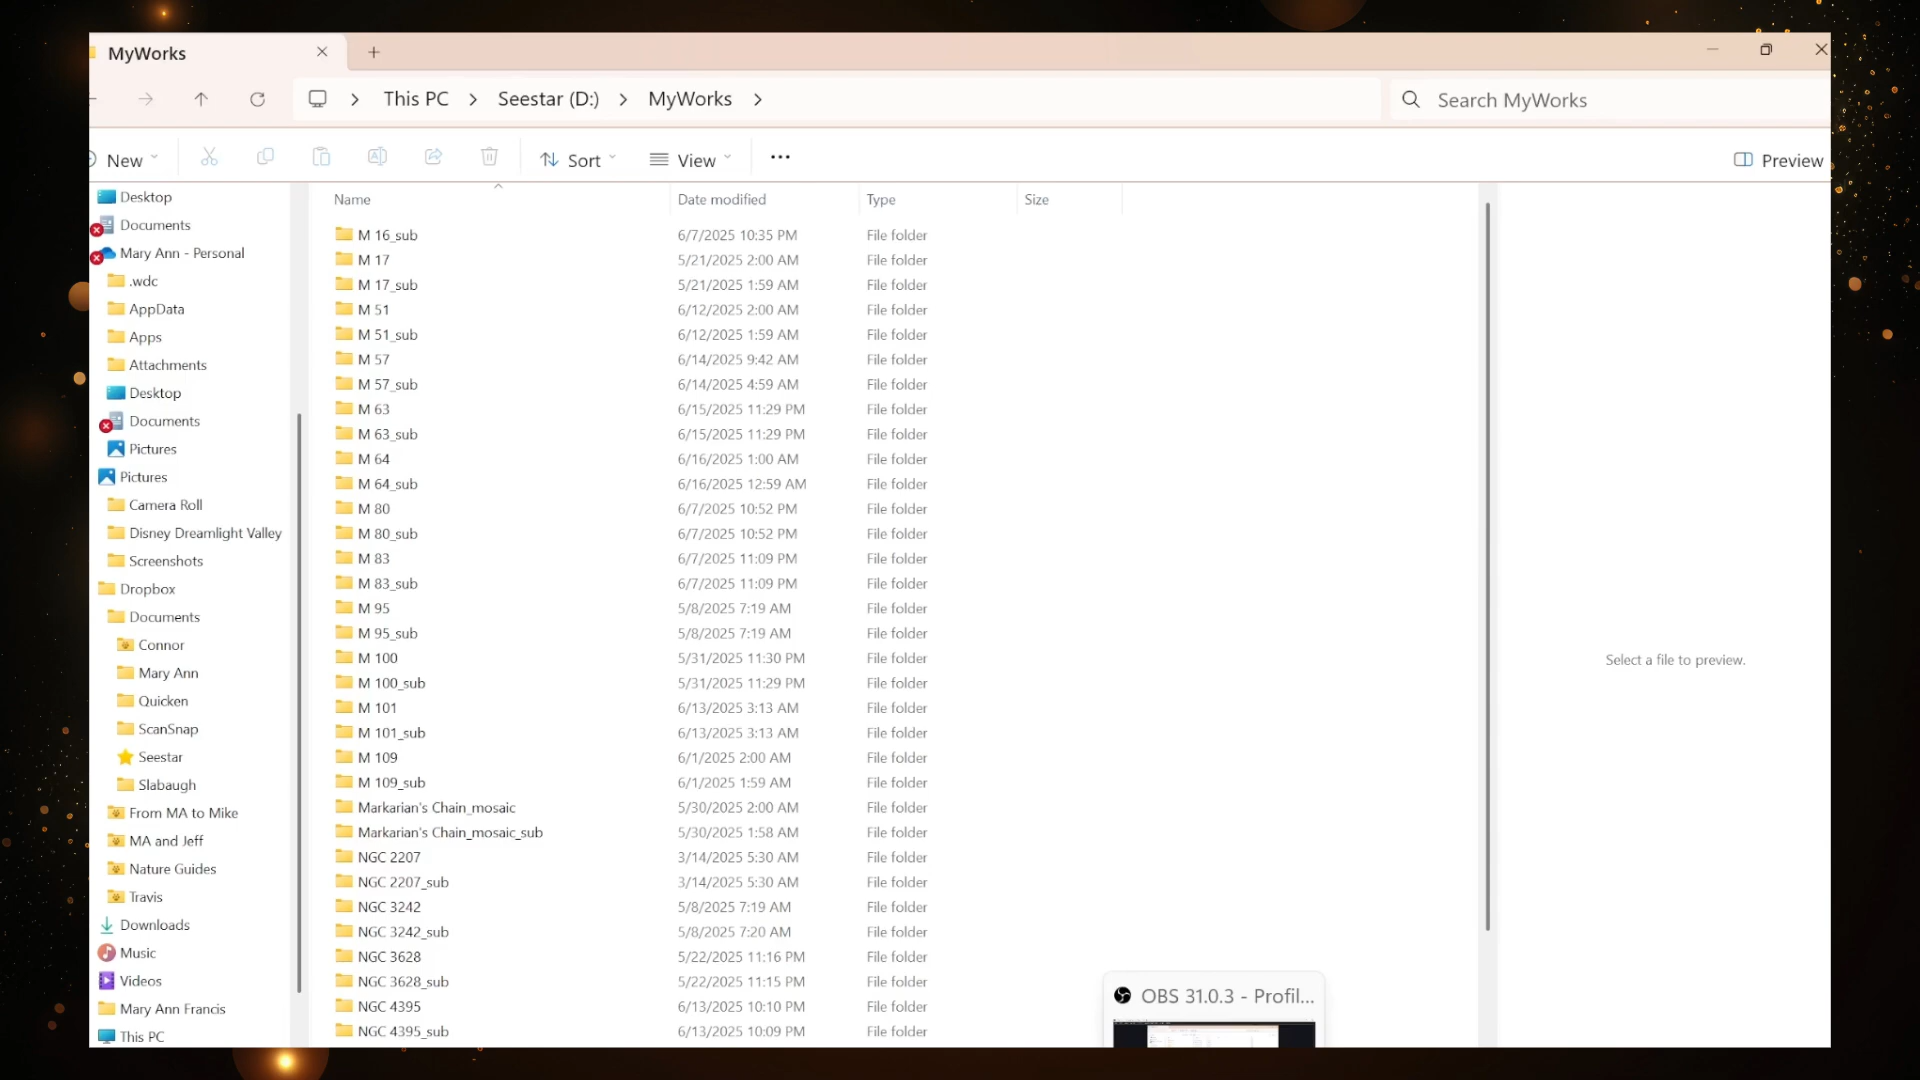 MyWorks
This PC > Seestar (D:) > MyWorks >
Search MyWorks
New
Sort
View
Preview
Desktop
Documents
Mary Ann - Personal
.wdc
AppData
Apps
Attachments
Desktop
Documents
Pictures
Pictures
Camera Roll
Disney Dreamlight Valley
Screenshots
Dropbox
Documents
Connor
Mary Ann
Quicken
ScanSnap
Seestar
Slabaugh
From MA to Mike
MA and Jeff
Nature Guides
Travis
Downloads
Music
Videos
Mary Ann Francis
This PC
Name Date modified Type Size
M 16_sub 6/7/2025 10:35 PM File folder
M 17 5/21/2025 2:00 AM File folder
M 17_sub 5/21/2025 1:59 AM File folder
M 51 6/12/2025 2:00 AM File folder
M 51_sub 6/12/2025 1:59 AM File folder
M 57 6/14/2025 9:42 AM File folder
M 57_sub 6/14/2025 4:59 AM File folder
M 63 6/15/2025 11:29 PM File folder
M 63_sub 6/15/2025 11:29 PM File folder
M 64 6/16/2025 1:00 AM File folder
M 64_sub 6/16/2025 12:59 AM File folder
M 80 6/7/2025 10:52 PM File folder
M 80_sub 6/7/2025 10:52 PM File folder
M 83 6/7/2025 11:09 PM File folder
M 83_sub 6/7/2025 11:09 PM File folder
M 95 5/8/2025 7:19 AM File folder
M 95_sub 5/8/2025 7:19 AM File folder
M 100 5/31/2025 11:30 PM File folder
M 100_sub 5/31/2025 11:29 PM File folder
M 101 6/13/2025 3:13 AM File folder
M 101_sub 6/13/2025 3:13 AM File folder
M 109 6/1/2025 2:00 AM File folder
M 109_sub 6/1/2025 1:59 AM File folder
Markarian's Chain_mosaic 5/30/2025 2:00 AM File folder
Markarian's Chain_mosaic_sub 5/30/2025 1:58 AM File folder
NGC 2207 3/14/2025 5:30 AM File folder
NGC 2207_sub 3/14/2025 5:30 AM File folder
NGC 3242 5/8/2025 7:19 AM File folder
NGC 3242_sub 5/8/2025 7:20 AM File folder
NGC 3628 5/22/2025 11:16 PM File folder
NGC 3628_sub 5/22/2025 11:15 PM File folder
NGC 4395 6/13/2025 10:10 PM File folder
NGC 4395_sub 6/13/2025 10:09 PM File folder
Select a file to preview.
OBS 31.0.3 - Profil...